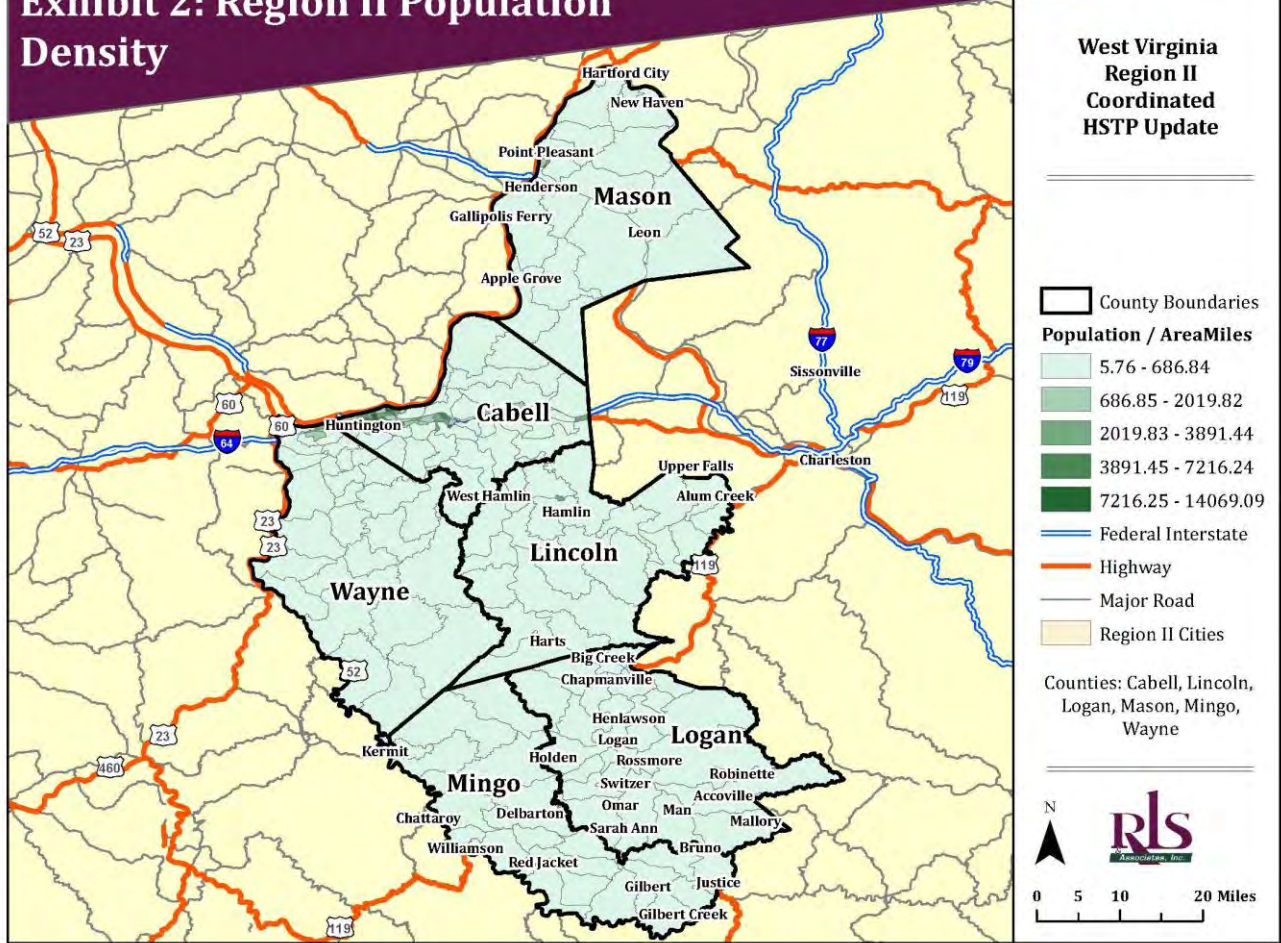 Exhibit 2: Region II Population
Density
West Virginia
Region II
Coordinated
HSTP Update
County Boundaries
Population / AreaMiles
5.76 - 686.84
686.85 - 2019.82
2019.83 - 3891.44
3891.45 - 7216.24
7216.25 - 14069.09
Federal Interstate
Highway
Major Road
Region II Cities
Counties: Cabell, Lincoln,
Logan, Mason, Mingo,
Wayne
N
RLS
& Associates, Inc.
0 5 10 20 Miles
Hartford City
New Haven
Point Pleasant
Henderson
Mason
Gallipolis Ferry
Leon
Apple Grove
52
23
77
Sissonville
79
119
60
60
64
Huntington
Cabell
Charleston
Upper Falls
West Hamlin
Alum Creek
Hamlin
23
23
Lincoln
119
Wayne
Harts
Big Creek
52
Chapmanville
Henlawson
Logan
Logan
23
Kermit
Holden
Rossmore
460
Robinette
Mingo
Switzer
Accoville
Omar
Man
Chattaroy
Delbarton
Mallory
Sarah Ann
Williamson
Bruno
Red Jacket
Gilbert
Justice
Gilbert Creek
119